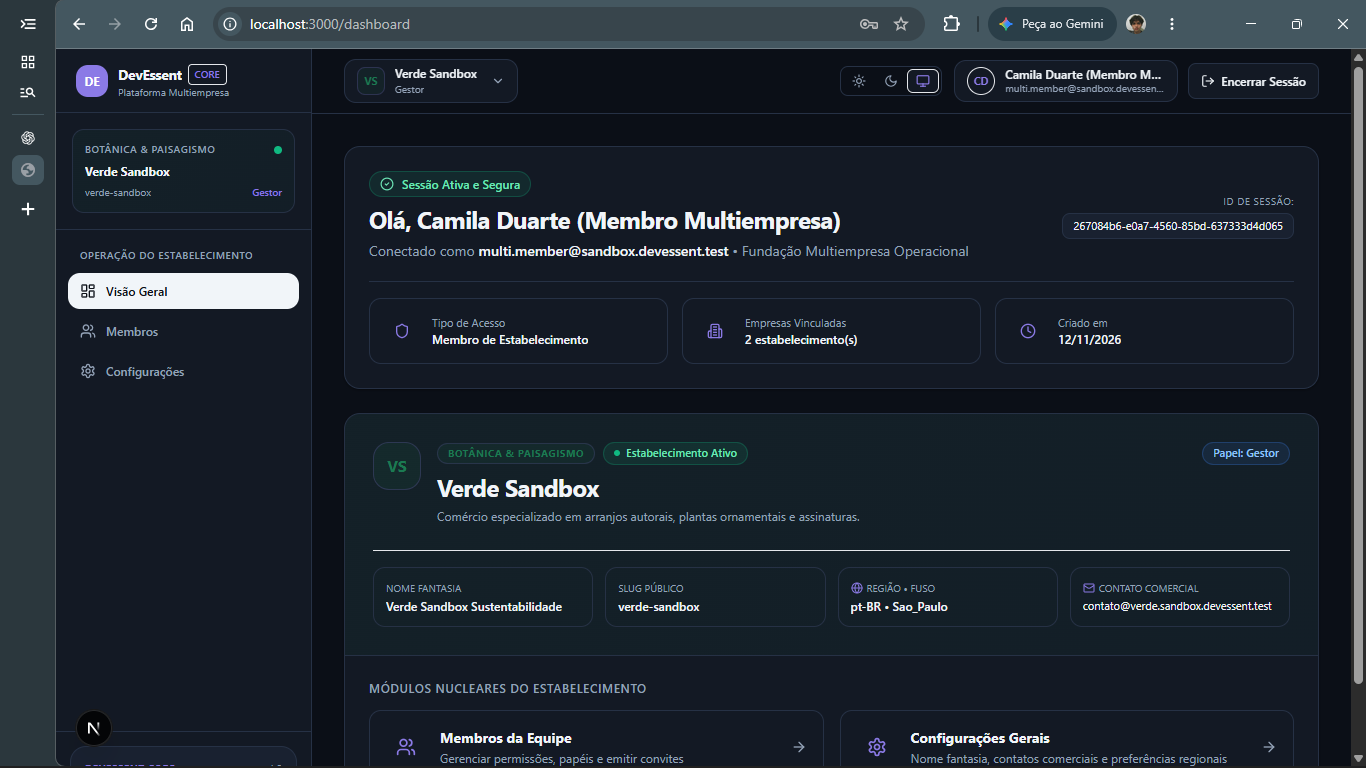 localhost:3000/dashboard
Peça ao Gemini
DE
DevEssent CORE
Plataforma Multiempresa
VS
Verde Sandbox
Gestor
CD
Camila Duarte (Membro M...
multi.member@sandbox.devessen...
Encerrar Sessão
BOTÂNICA & PAISAGISMO
Verde Sandbox
verde-sandbox
Gestor
OPERAÇÃO DO ESTABELECIMENTO
Visão Geral
Membros
Configurações
N
Sessão Ativa e Segura
Olá, Camila Duarte (Membro Multiempresa)
Conectado como multi.member@sandbox.devessent.test • Fundação Multiempresa Operacional
ID DE SESSÃO:
267084b6-e0a7-4560-85bd-637333d4d065
Tipo de Acesso
Membro de Estabelecimento
Empresas Vinculadas
2 estabelecimento(s)
Criado em
12/11/2026
VS
BOTÂNICA & PAISAGISMO
Estabelecimento Ativo
Papel: Gestor
Verde Sandbox
Comércio especializado em arranjos autorais, plantas ornamentais e assinaturas.
NOME FANTASIA
Verde Sandbox Sustentabilidade
SLUG PÚBLICO
verde-sandbox
REGIÃO • FUSO
pt-BR • Sao_Paulo
CONTATO COMERCIAL
contato@verde.sandbox.devessent.test
MÓDULOS NUCLEARES DO ESTABELECIMENTO
Membros da Equipe
Gerenciar permissões, papéis e emitir convites
Configurações Gerais
Nome fantasia, contatos comerciais e preferências regionais